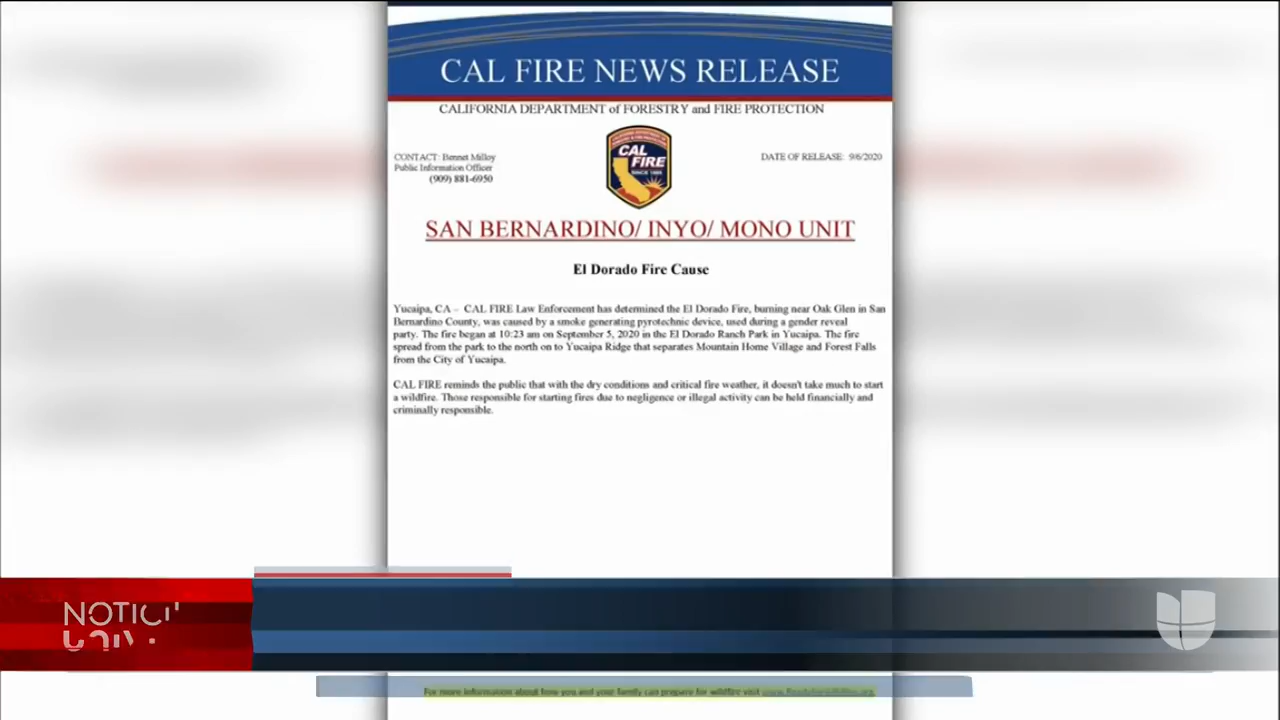 CAL FIRE NEWS RELEASE
CALIFORNIA DEPARTMENT of FORESTRY and FIRE PROTECTION
CONTACT: Bennet Milloy
Public Information Officer
(909) 881-6950
CAL
FIRE
SINCE 1885
DATE OF RELEASE: 9/6/2020
SAN BERNARDINO/ INYO/ MONO UNIT
El Dorado Fire Cause
Yucaipa, CA – CAL FIRE Law Enforcement has determined the El Dorado Fire, burning near Oak Glen in San
Bernardino County, was caused by a smoke generating pyrotechnic device, used during a gender reveal
party. The fire began at 10:23 am on September 5, 2020 in the El Dorado Ranch Park in Yucaipa. The fire
spread from the park to the north on to Yucaipa Ridge that separates Mountain Home Village and Forest Falls
from the City of Yucaipa.
CAL FIRE reminds the public that with the dry conditions and critical fire weather, it doesn't take much to start
a wildfire. Those responsible for starting fires due to negligence or illegal activity can be held financially and
criminally responsible.
NOTICI
UNIV
For more information about how you and your family can prepare for wildfire visit